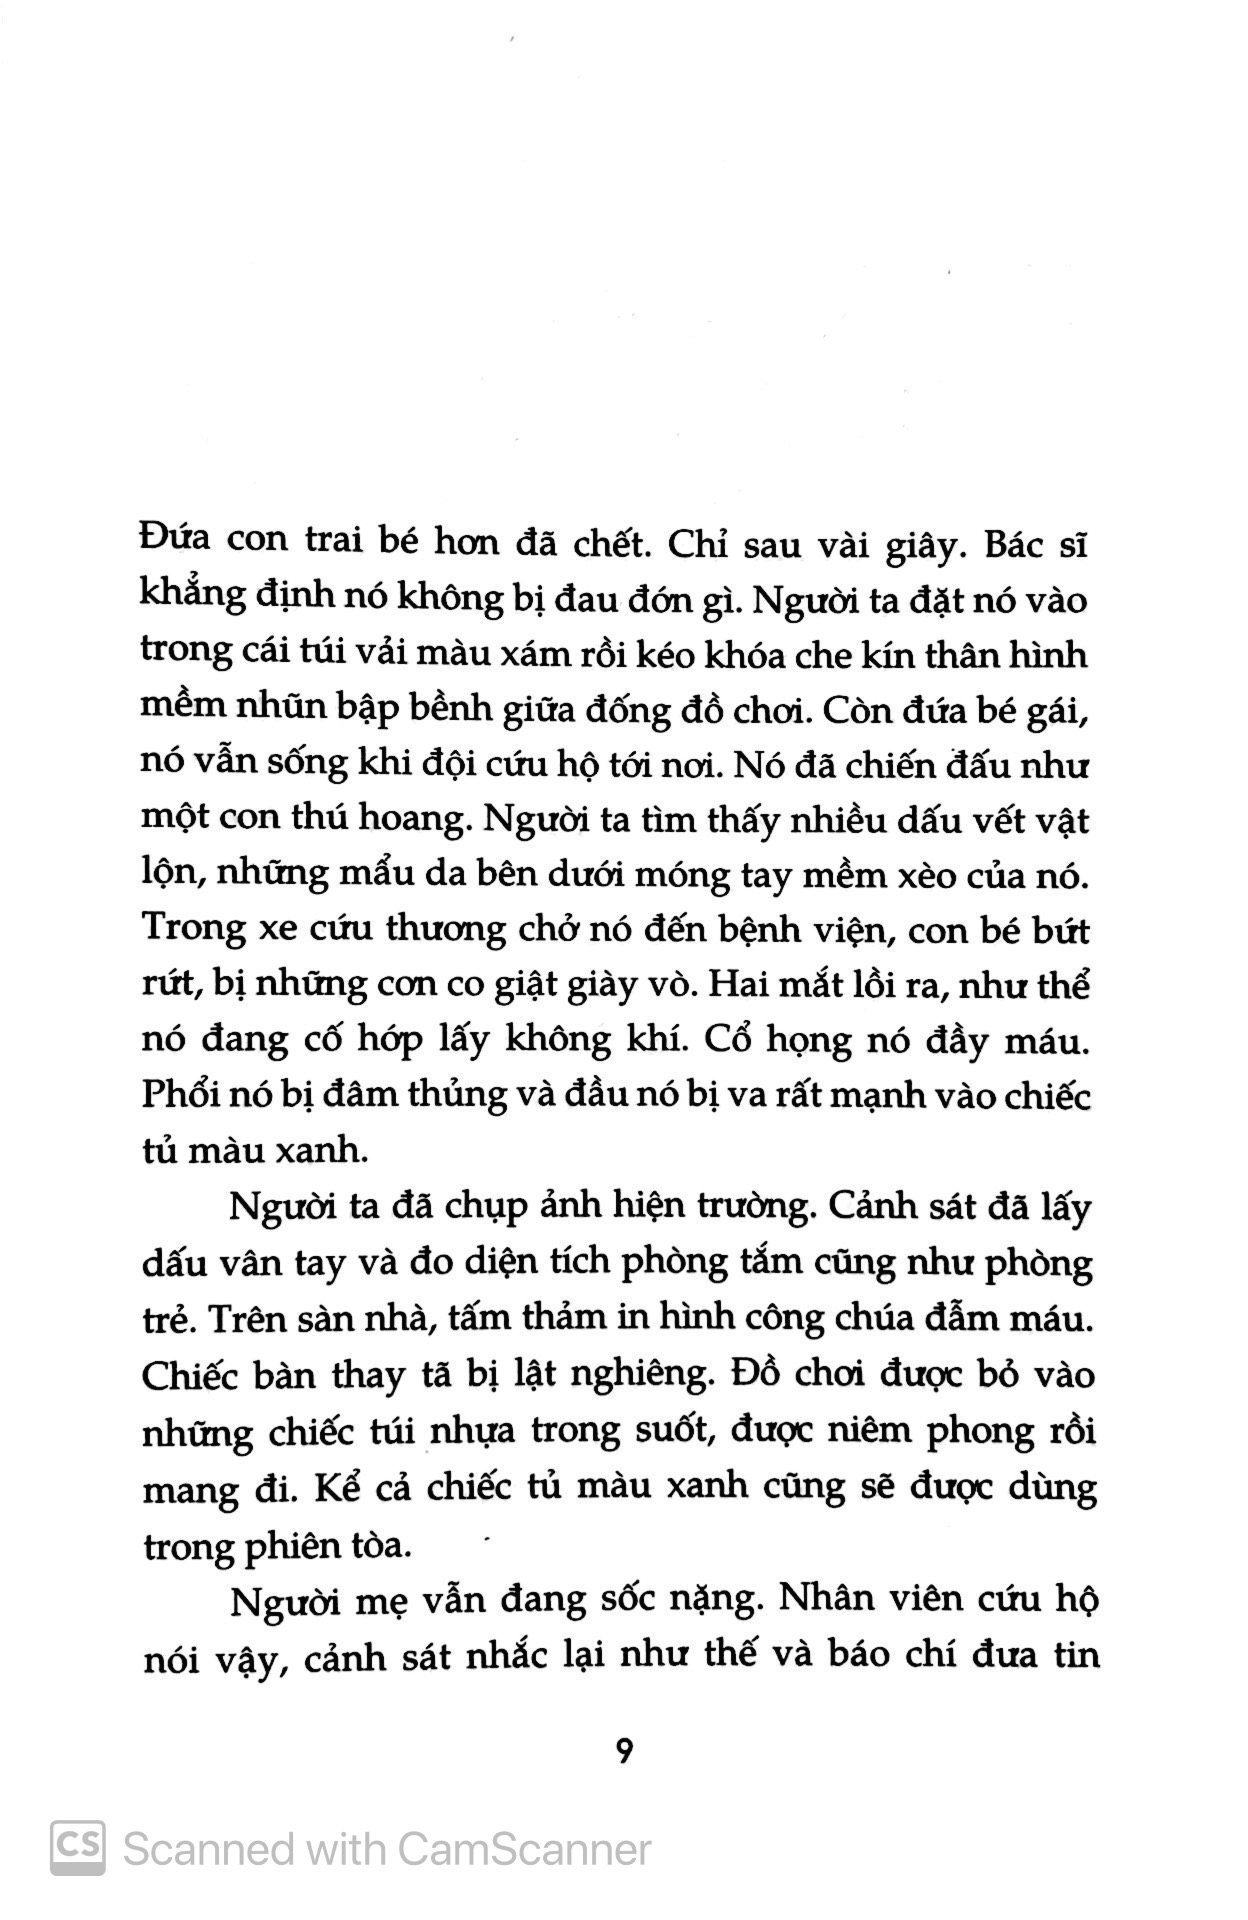 Đứa con trai bé hơn đã chết. Chỉ sau vài giây. Bác sĩ
khẳng định nó không bị đau đớn gì. Người ta đặt nó vào
trong cái túi vải màu xám rồi kéo khóa che kín thân hình
mềm nhũn bập bềnh giữa đống đồ chơi. Còn đứa bé gái,
nó vẫn sống khi đội cứu hộ tới nơi. Nó đã chiến đấu như
một con thú hoang. Người ta tìm thấy nhiều dấu vết vật
lộn, những mẩu da bên dưới móng tay mềm xèo của nó.
Trong xe cứu thương chở nó đến bệnh viện, con bé bứt
rứt, bị những cơn co giật giày vò. Hai mắt lồi ra, như thể
nó đang cố hớp lấy không khí. Cổ họng nó đầy máu.
Phổi nó bị đâm thủng và đầu nó bị va rất mạnh vào chiếc
tủ màu xanh.
Người ta đã chụp ảnh hiện trường. Cảnh sát đã lấy
dấu vân tay và đo diện tích phòng tắm cũng như phòng
trẻ. Trên sàn nhà, tấm thảm in hình công chúa đẫm máu.
Chiếc bàn thay tã bị lật nghiêng. Đồ chơi được bỏ vào
những chiếc túi nhựa trong suốt, được niêm phong rồi
mang đi. Kể cả chiếc tủ màu xanh cũng sẽ được dùng
trong phiên tòa.
Người mẹ vẫn đang sốc nặng. Nhân viên cứu hộ
nói vậy, cảnh sát nhắc lại như thế và báo chí đưa tin
9
CS Scanned with CamScanner